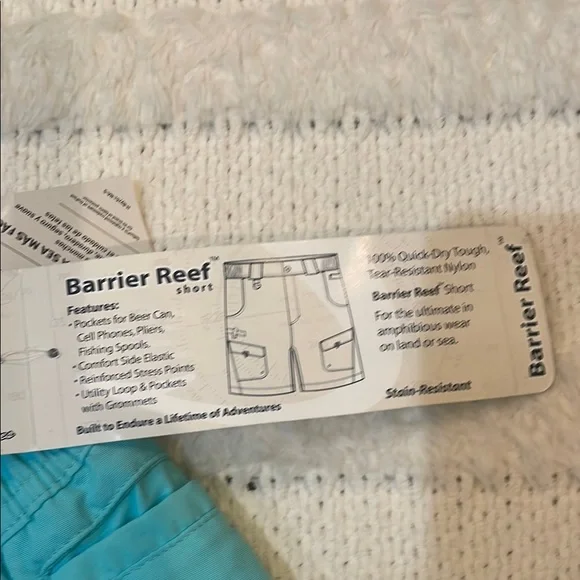 Barrier Reef™
short
Features:
• Pockets for Beer Can,
Cell Phones, Pliers,
Fishing Spools.
• Comfort Side Elastic
• Reinforced Stress Points
• Utility Loop & Pockets
with Grommets
Built to Endure a Lifetime of Adventures
100% Quick-Dry Tough,
Tear-Resistant Nylon
Barrier Reef™ Short
For the ultimate in
amphibious wear
on land or sea.
Stain-Resistant
Barrier Reef™
SEA MAS